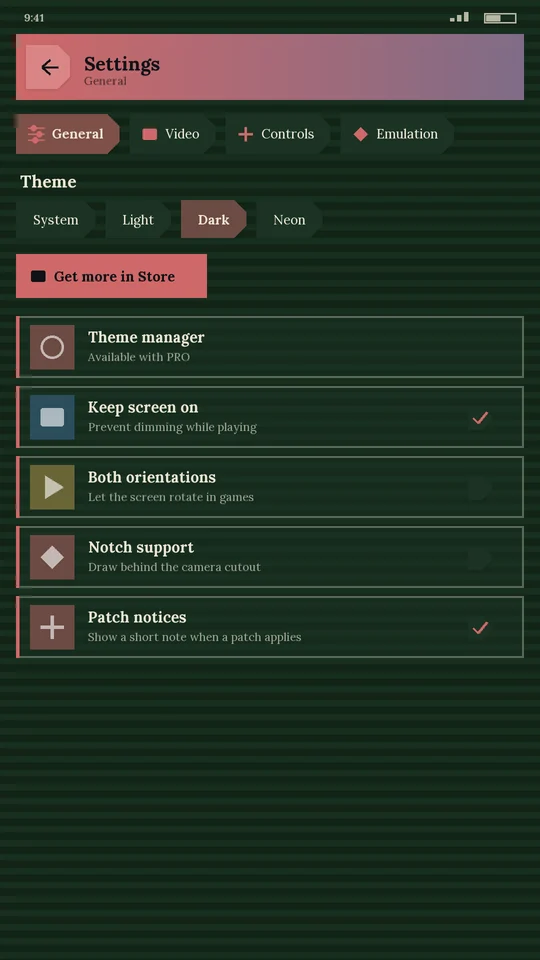 9:41
Settings
General
General
Video
Controls
Emulation
Theme
System
Light
Dark
Neon
Get more in Store
Theme manager
Available with PRO
Keep screen on
Prevent dimming while playing
Both orientations
Let the screen rotate in games
Notch support
Draw behind the camera cutout
Patch notices
Show a short note when a patch applies